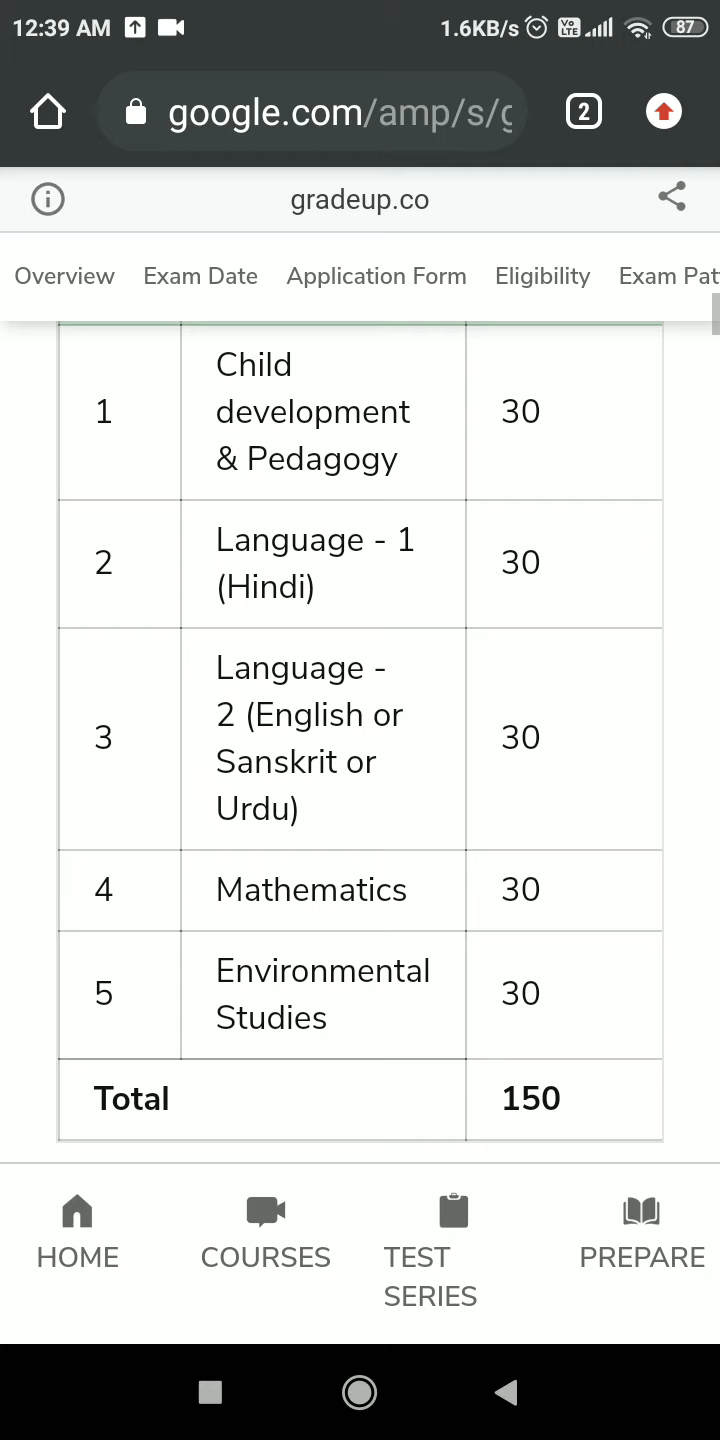 12:39 AM 1.6KB/s Vo LTE 87
google.com/amp/s/g 2
gradeup.co
Overview Exam Date Application Form Eligibility Exam Pat
1 Child
development
& Pedagogy 30
2 Language - 1
(Hindi) 30
3 Language -
2 (English or
Sanskrit or
Urdu) 30
4 Mathematics 30
5 Environmental
Studies 30
Total 150
HOME COURSES TEST
SERIES PREPARE